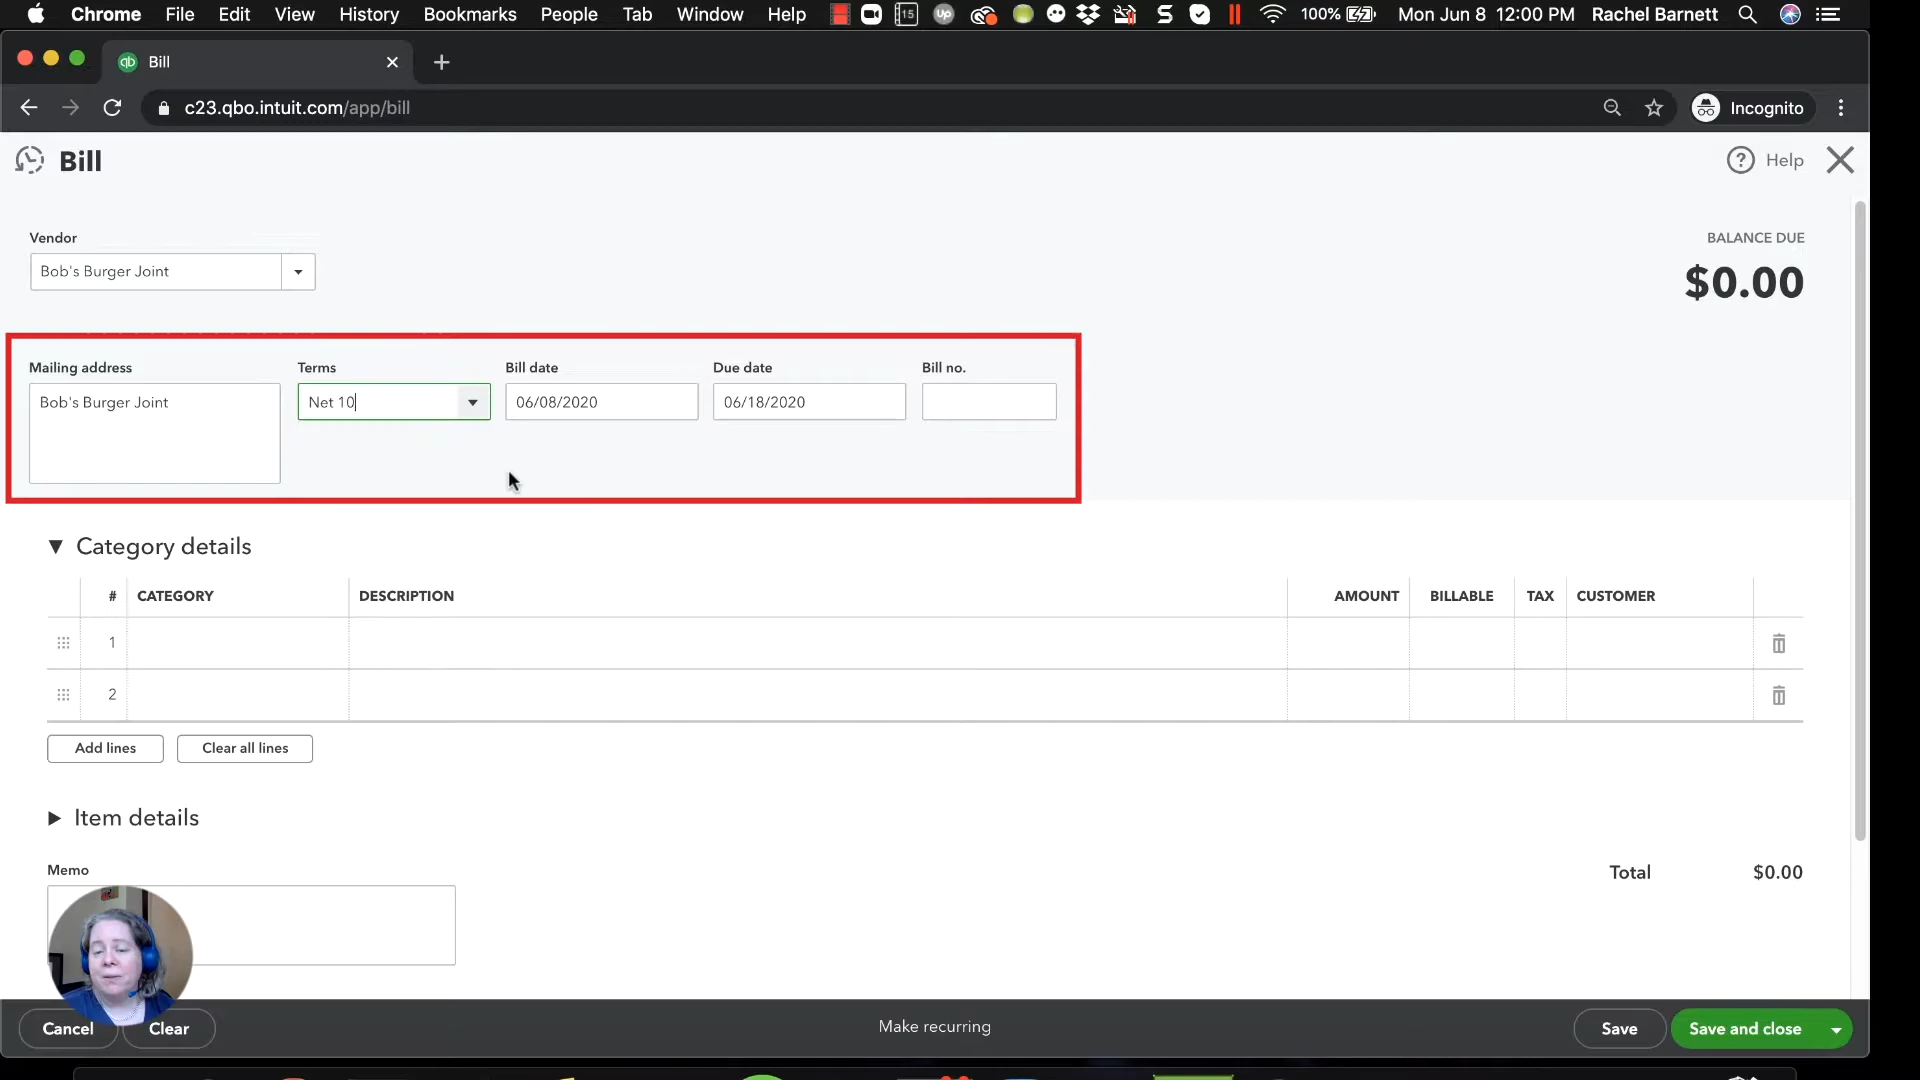 Chrome File Edit View History Bookmarks People Tab Window Help 15 Up S 100% Mon Jun 8 12:00 PM Rachel Barnett
qb Bill
c23.qbo.intuit.com/app/bill Incognito
Bill ? Help
Vendor
Bob's Burger Joint
BALANCE DUE
$0.00
Mailing address Terms Bill date Due date Bill no.
Bob's Burger Joint Net 10 06/08/2020 06/18/2020
Category details
# CATEGORY DESCRIPTION AMOUNT BILLABLE TAX CUSTOMER
1
2
Add lines Clear all lines
Item details
Memo
Total $0.00
Cancel Clear Make recurring Save Save and close